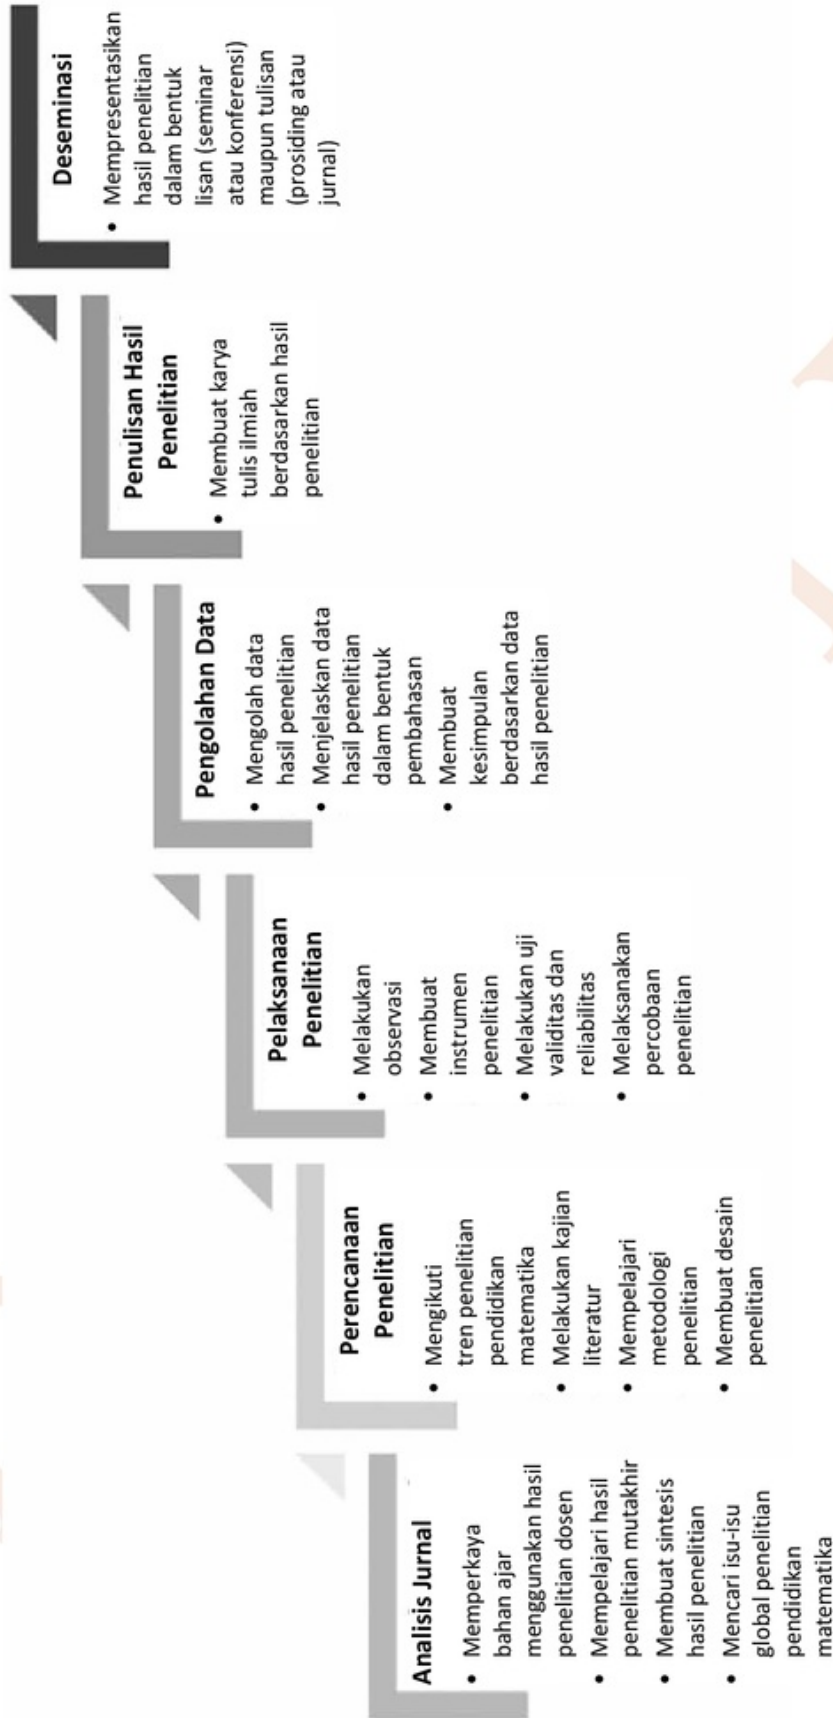 Analisis Jurnal
• Memperkaya
bahan ajar
menggunakan hasil
penelitian dosen
• Mempelajari hasil
penelitian mutakhir
• Membuat sintesis
hasil penelitian
• Mencari isu-isu
global penelitian
pendidikan
matematika
Perencanaan
Penelitian
• Mengikuti
tren penelitian
pendidikan
matematika
• Melakukan kajian
literatur
• Mempelajari
metodologi
penelitian
• Membuat desain
penelitian
Pelaksanaan
Penelitian
• Melakukan
observasi
• Membuat
instrumen
penelitian
• Melakukan uji
validitas dan
reliabilitas
• Melaksanakan
percobaan
penelitian
Pengolahan Data
• Mengolah data
hasil penelitian
• Menjelaskan data
hasil penelitian
dalam bentuk
pembahasan
• Membuat
kesimpulan
berdasarkan data
hasil penelitian
Penulisan Hasil
Penelitian
• Membuat karya
tulis ilmiah
berdasarkan hasil
penelitian
Deseminasi
• Mempresentasikan
hasil penelitian
dalam bentuk
lisan (seminar
atau konferensi)
maupun tulisan
(prosiding atau
jurnal)